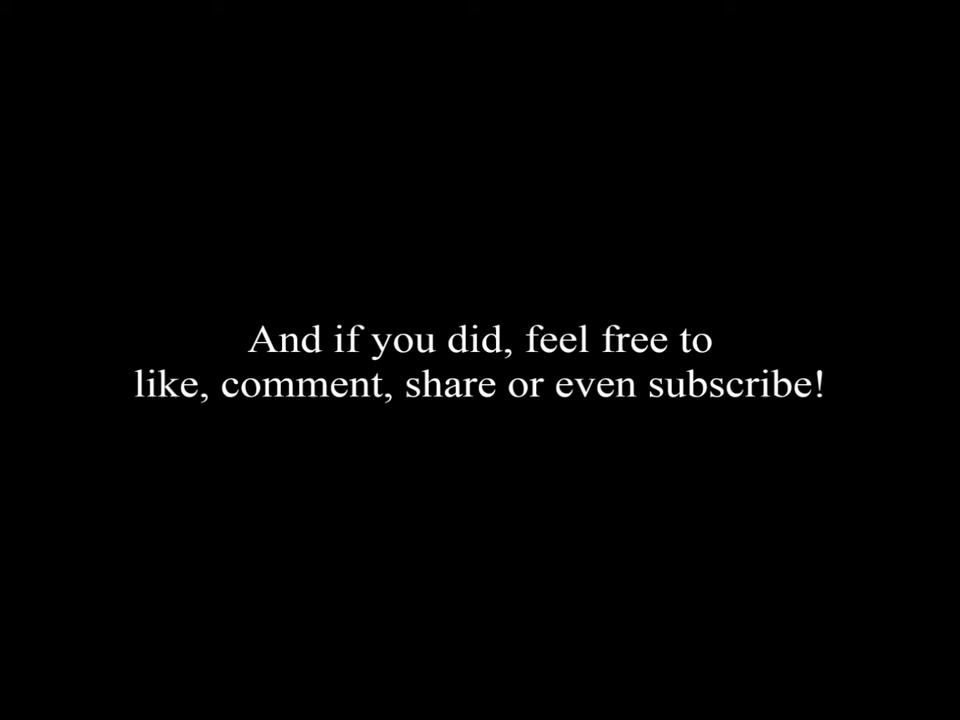 And if you did, feel free to
like, comment, share or even subscribe!